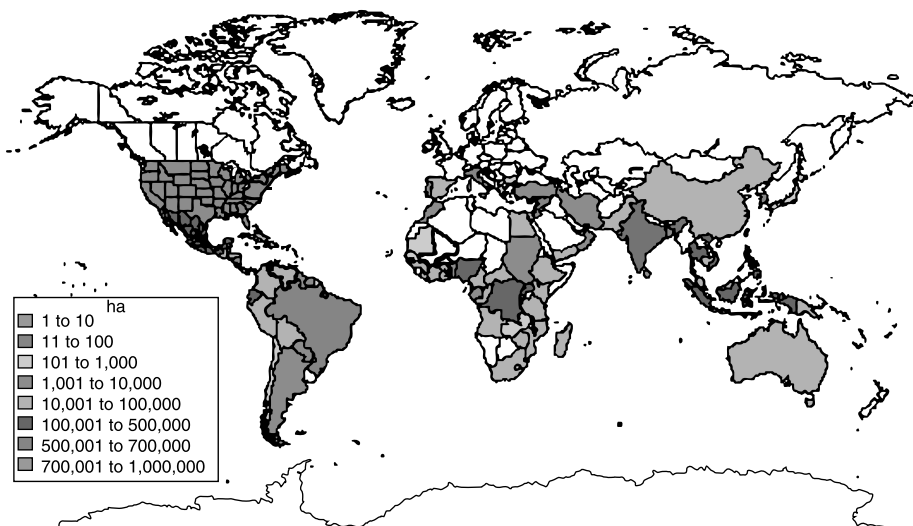 ha
1 to 10
11 to 100
101 to 1,000
1,001 to 10,000
10,001 to 100,000
100,001 to 500,000
500,001 to 700,000
700,001 to 1,000,000